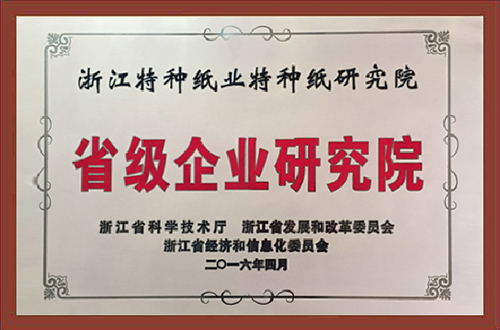 浙江特种纸业特种纸研究院
省级企业研究院
浙江省科学技术厅 浙江省发展和改革委员会
浙江省经济和信息化委员会
二〇一六年四月